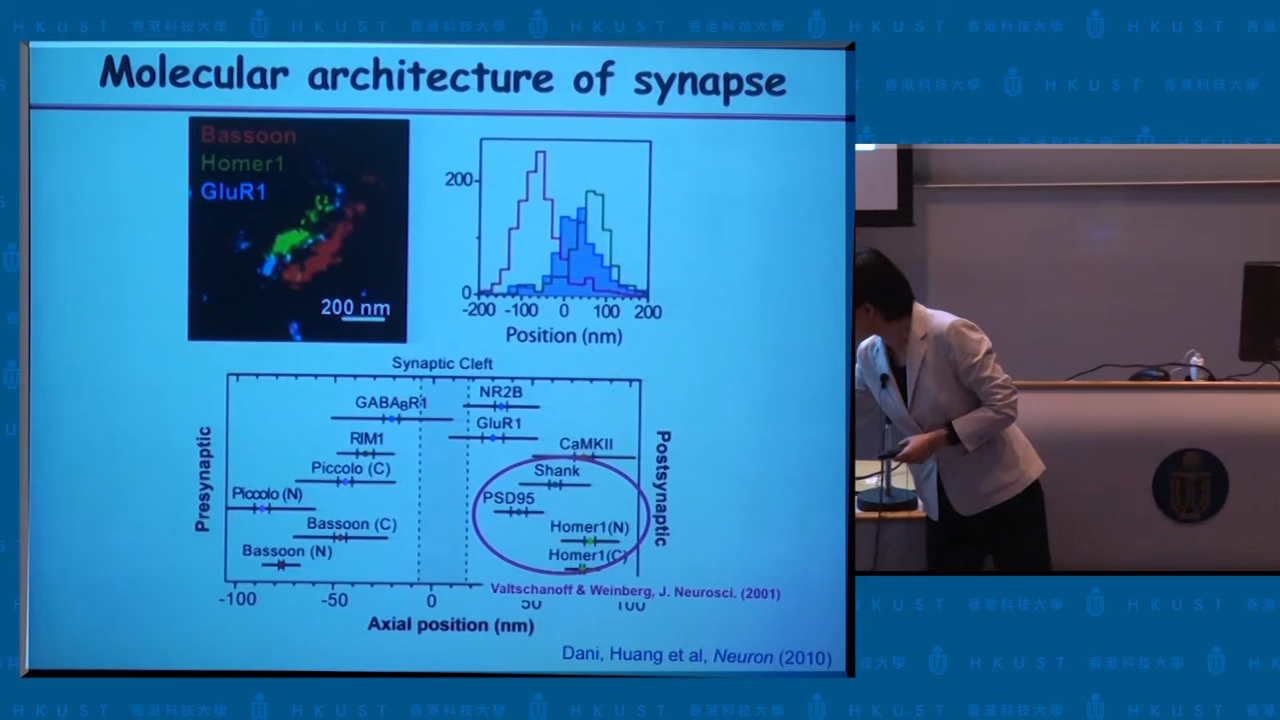 HKUST 香港科技大學
Molecular architecture of synapse
Bassoon
Homer1
GluR1
200 nm
200
0
-200 -100 0 100 200
Position (nm)
Synaptic Cleft
Presynaptic
Postsynaptic
NR2B
GABABR1
GluR1
RIM1
CaMKII
Piccolo (C)
Shank
Piccolo (N)
PSD95
Bassoon (C)
Homer1(N)
Bassoon (N)
Homer1(C)
Valtschanoff & Weinberg, J. Neurosci. (2001)
-100 -50 0 50 100
Axial position (nm)
Dani, Huang et al, Neuron (2010)